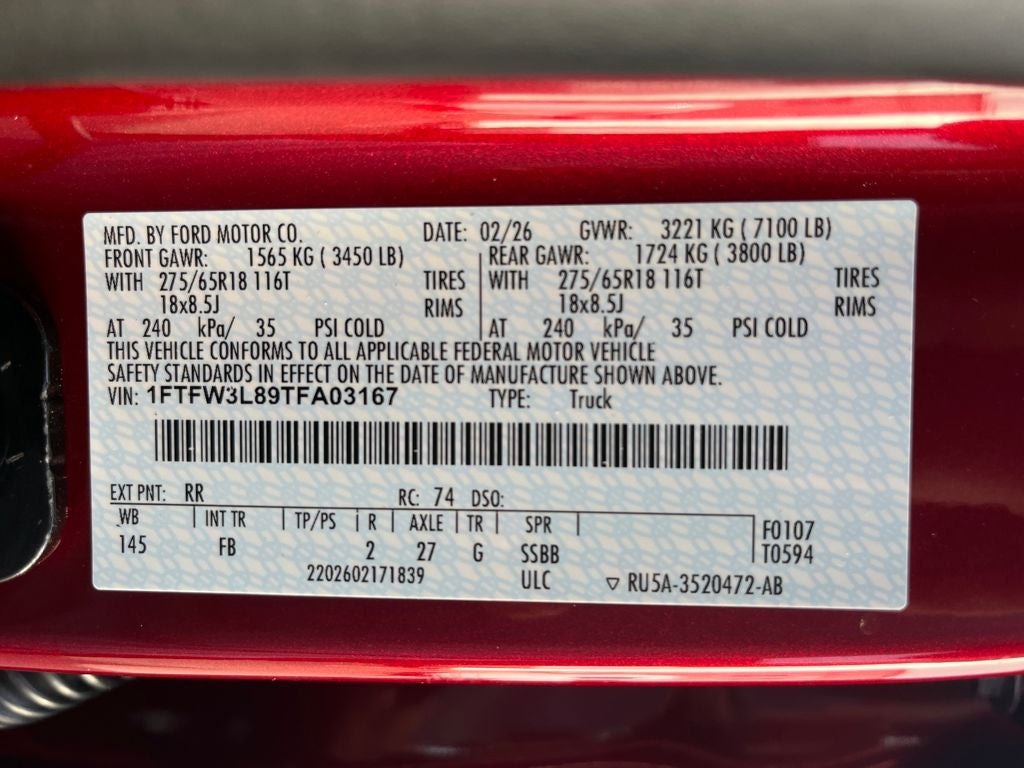 MFD. BY FORD MOTOR CO. DATE: 02/26 GVWR: 3221 KG ( 7100 LB)
FRONT GAWR: 1565 KG ( 3450 LB) REAR GAWR: 1724 KG ( 3800 LB)
WITH 275/65R18 116T TIRES WITH 275/65R18 116T TIRES
18x8.5J RIMS 18x8.5J RIMS
AT 240 kPa/ 35 PSI COLD AT 240 kPa/ 35 PSI COLD
THIS VEHICLE CONFORMS TO ALL APPLICABLE FEDERAL MOTOR VEHICLE
SAFETY STANDARDS IN EFFECT ON THE DATE OF MANUFACTURE SHOWN ABOVE.
VIN: 1FTFW3L89TFA03167 TYPE: Truck
EXT PNT: RR RC: 74 DSO:
WB INT TR TP/PS R AXLE TR SPR F0107
145 FB 2 27 G SSBB T0594
2202602171839 ULC RU5A-3520472-AB